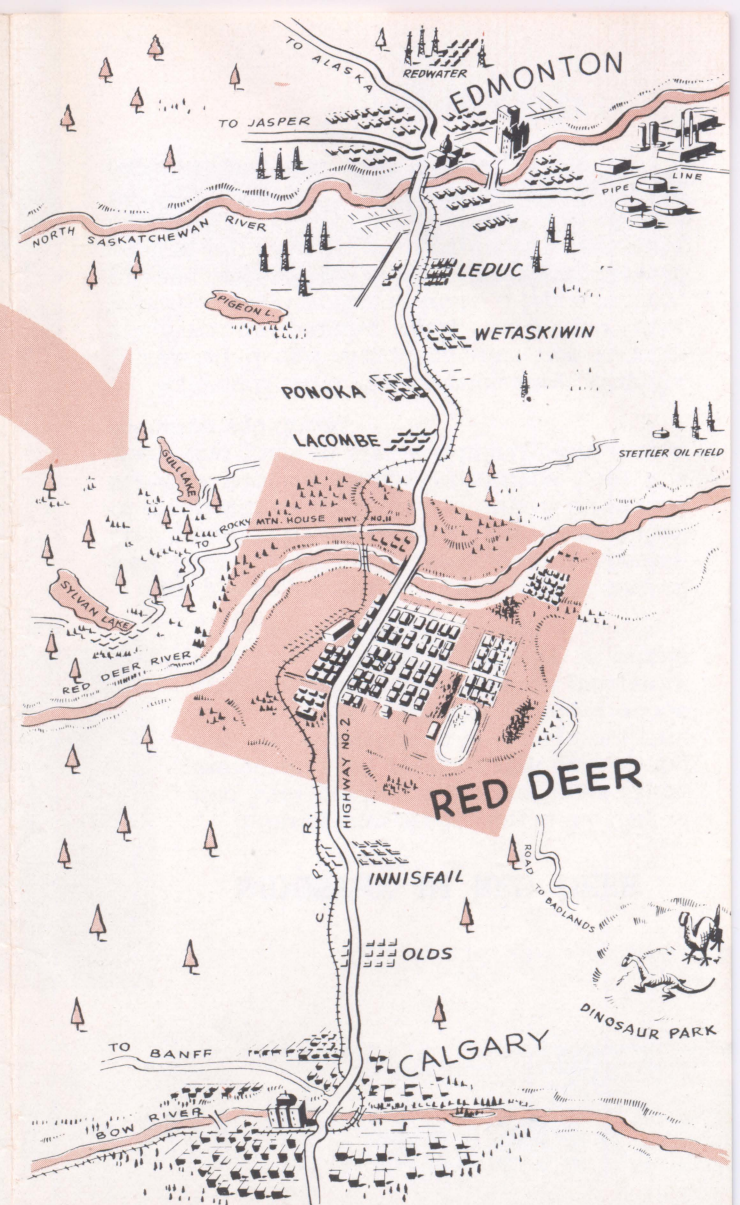 TO ALASKA
REDWATER
EDMONTON
TO JASPER
PIPE LINE
NORTH SASKATCHEWAN RIVER
LEDUC
PIGEON L.
WETASKIWIN
PONOKA
LACOMBE
STETTLER OIL FIELD
GULL LAKE
TO ROCKY MTN. HOUSE HWY NO. 11
SYLVAN LAKE
RED DEER RIVER
HIGHWAY NO. 2
RED DEER
C. P. R.
INNISFAIL
ROAD TO BADLANDS
OLDS
DINOSAUR PARK
TO BANFF
CALGARY
BOW RIVER